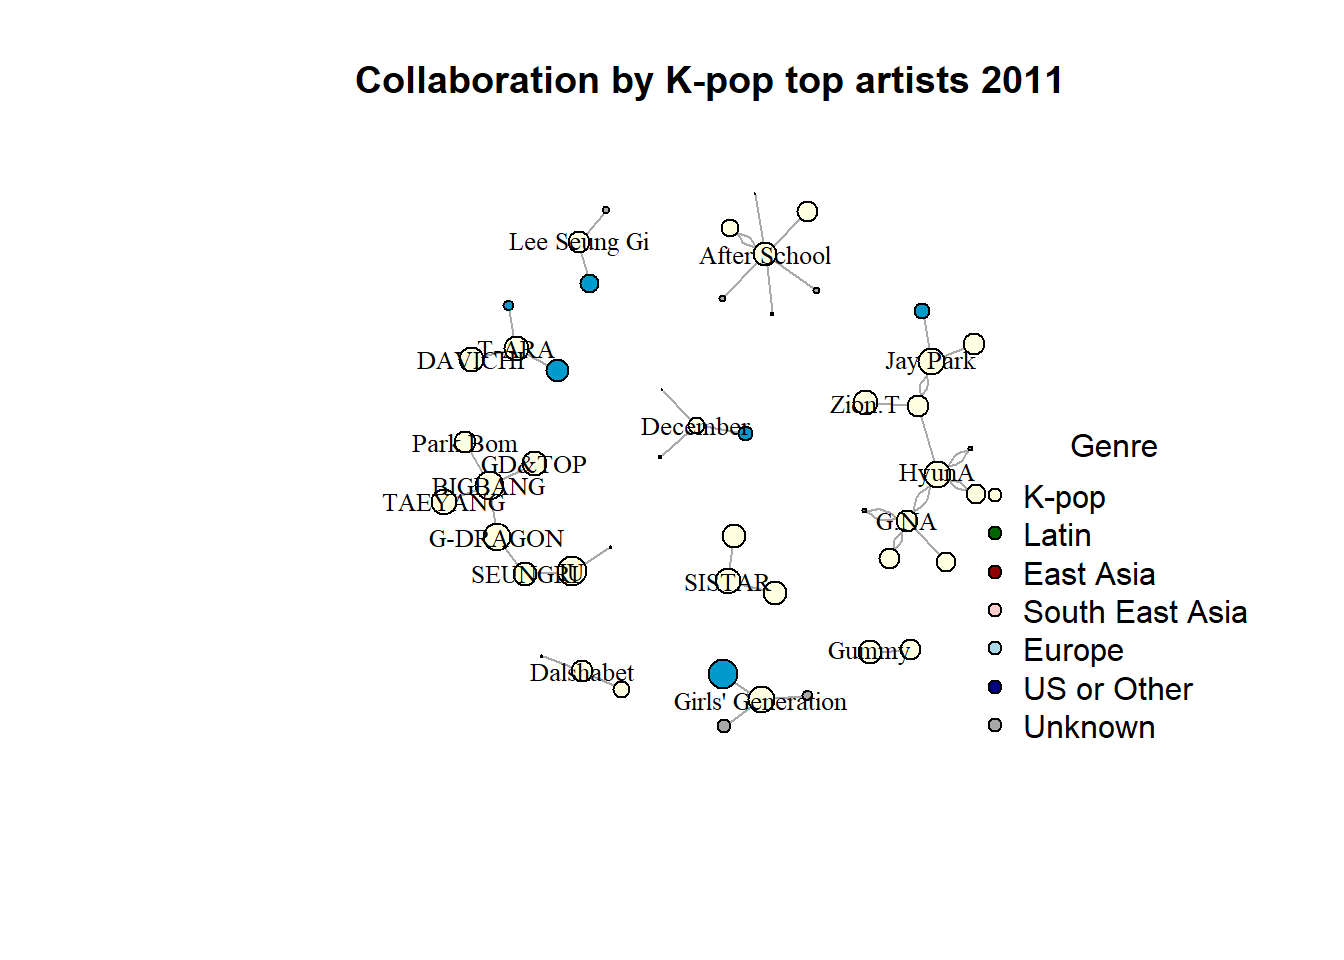 Collaboration by K-pop top artists 2011
Lee Seung Gi
After School
T-ARA
DAVICHI
Jay Park
Zion.T
December
Park Bom
GD&TOP
BIGBANG
TAEYANG
HyunA
G.NA
G-DRAGON
SEUNGRI
IU
SISTAR
Gummy
Dalshabet
Girls' Generation
Genre
K-pop
Latin
East Asia
South East Asia
Europe
US or Other
Unknown